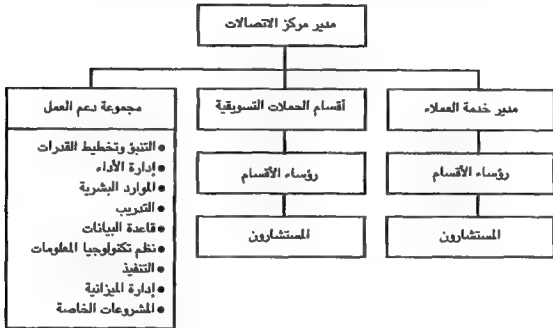 مدير مركز الاتصالات
مدير خدمة العملاء
أقسام الحملات التسويقية
مجموعة دعم العمل
رؤساء الأقسام
رؤساء الأقسام
المستشارون
المستشارون
● التنبؤ وتخطيط القدرات
● إدارة الأداء
● الموارد البشرية
● التدريب
● قاعدة البيانات
● نظم تكنولوجيا المعلومات
● التنفيذ
● إدارة الميزانية
● المشروعات الخاصة